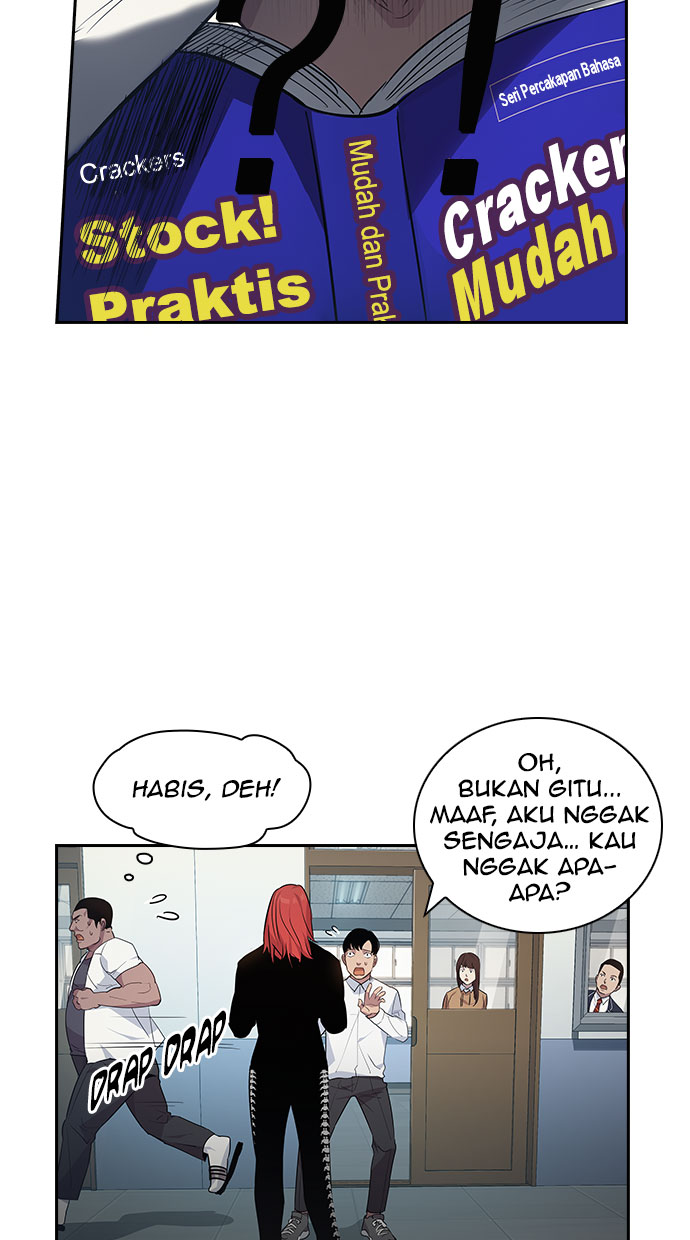 Seri Percakapan Bahasa
Crackers
Stock!
Praktis
Mudah dan Prak
Cracker
Mudah
HABIS, DEH!
OH,
BUKAN GITU...
MAAF, AKU NGGAK
SENGAJA... KAU
NGGAK APA-
APA?
DRAP DRAP